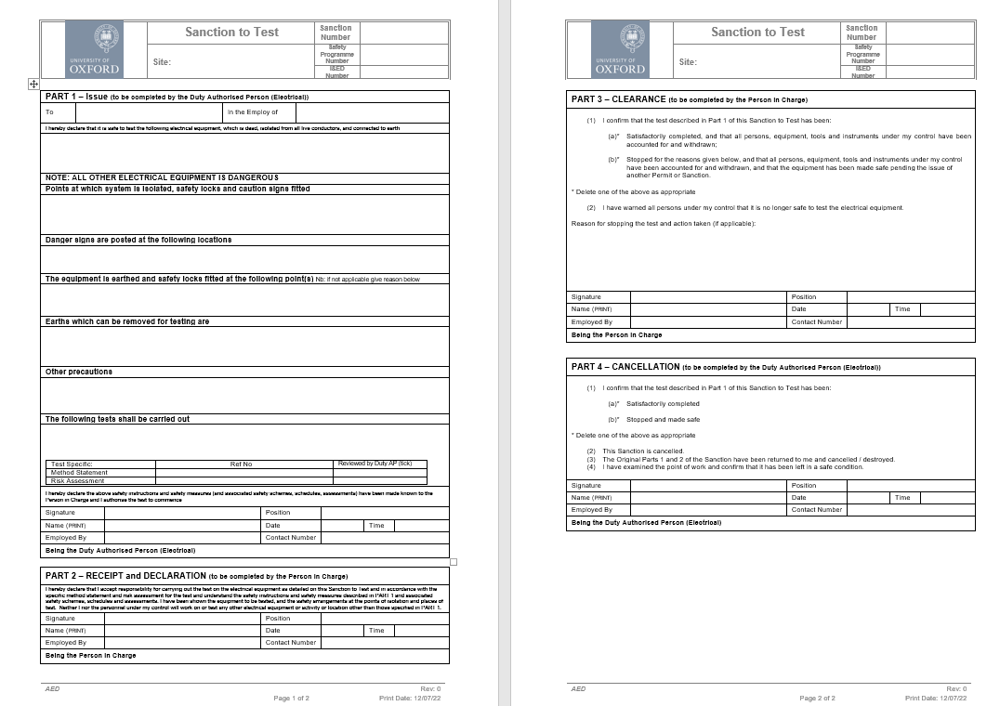 UNIVERSITY OF
OXFORD
Sanction to Test
Site:
Sanction
Number
Safety
Programme
Number
I&ED
Number
PART 1 – Issue (to be completed by the Duty Authorised Person (Electrical))
To
In the Employ of
I hereby declare that it is safe to test the following electrical equipment, which is dead, isolated from all live conductors, and connected to earth
NOTE: ALL OTHER ELECTRICAL EQUIPMENT IS DANGEROUS
Points at which system is isolated, safety locks and caution signs fitted
Danger signs are posted at the following locations
The equipment is earthed and safety locks fitted at the following point(s) Nb: if not applicable give reason below
Earths which can be removed for testing are
Other precautions
The following tests shall be carried out
Test Specific: Ref No Reviewed by Duty AP (tick)
Method Statement
Risk Assessment
I hereby declare the above safety instructions and safety measures (and associated safety schemes, schedules, assessments) have been made known to the
Person in Charge and I authorise the test to commence
Signature Position
Name (PRINT) Date Time
Employed By Contact Number
Being the Duty Authorised Person (Electrical)
PART 2 – RECEIPT and DECLARATION (to be completed by the Person in Charge)
I hereby declare that I accept responsibility for carrying out the test on the electrical equipment as detailed on this Sanction to Test and in accordance with the
specific method statement and risk assessment for the test and understand the safety instructions and safety measures described in PART 1 and associated
safety schemes, schedules and assessments. I have been shown the equipment to be tested, and the safety arrangements at the points of isolation and places of
test. Neither I nor the personnel under my control will work on or test any other electrical equipment or activity or location other than those specified in PART 1.
Signature Position
Name (PRINT) Date Time
Employed By Contact Number
Being the Person in Charge
AED Rev: 0
Page 1 of 2 Print Date: 12/07/22
UNIVERSITY OF
OXFORD
Sanction to Test
Site:
Sanction
Number
Safety
Programme
Number
I&ED
Number
PART 3 – CLEARANCE (to be completed by the Person in Charge)
(1) I confirm that the test described in Part 1 of this Sanction to Test has been:
(a)* Satisfactorily completed, and that all persons, equipment, tools and instruments under my control have been
accounted for and withdrawn;
(b)* Stopped for the reasons given below, and that all persons, equipment, tools and instruments under my control
have been accounted for and withdrawn, and that the equipment has been made safe pending the issue of
another Permit or Sanction.
* Delete one of the above as appropriate
(2) I have warned all persons under my control that it is no longer safe to test the electrical equipment.
Reason for stopping the test and action taken (if applicable):
Signature Position
Name (PRINT) Date Time
Employed By Contact Number
Being the Person in Charge
PART 4 – CANCELLATION (to be completed by the Duty Authorised Person (Electrical))
(1) I confirm that the test described in Part 1 of this Sanction to Test has been:
(a)* Satisfactorily completed
(b)* Stopped and made safe
* Delete one of the above as appropriate
(2) This Sanction is cancelled.
(3) The Original Parts 1 and 2 of the Sanction have been returned to me and cancelled / destroyed.
(4) I have examined the point of work and confirm that it has been left in a safe condition.
Signature Position
Name (PRINT) Date Time
Employed By Contact Number
Being the Duty Authorised Person (Electrical)
AED Rev: 0
Page 2 of 2 Print Date: 12/07/22